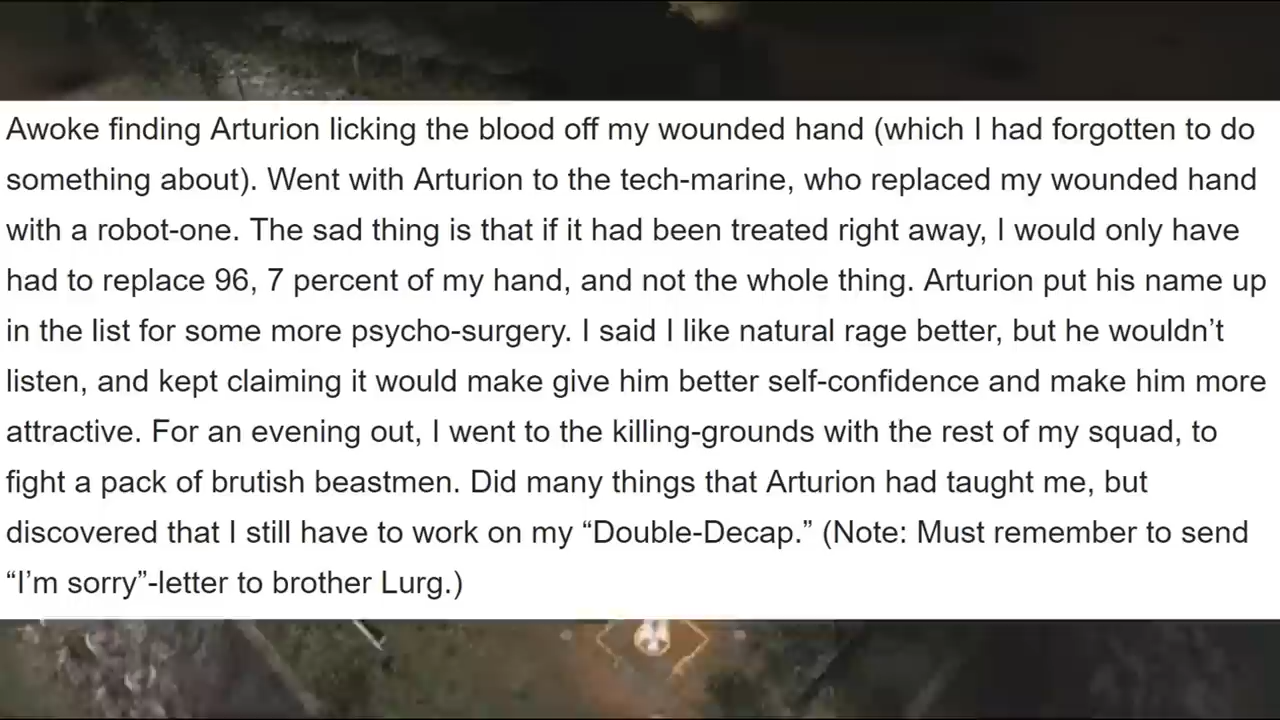 Awoke finding Arturion licking the blood off my wounded hand (which I had forgotten to do
something about). Went with Arturion to the tech-marine, who replaced my wounded hand
with a robot-one. The sad thing is that if it had been treated right away, I would only have
had to replace 96, 7 percent of my hand, and not the whole thing. Arturion put his name up
in the list for some more psycho-surgery. I said I like natural rage better, but he wouldn’t
listen, and kept claiming it would make give him better self-confidence and make him more
attractive. For an evening out, I went to the killing-grounds with the rest of my squad, to
fight a pack of brutish beastmen. Did many things that Arturion had taught me, but
discovered that I still have to work on my “Double-Decap.” (Note: Must remember to send
“I’m sorry”-letter to brother Lurg.)